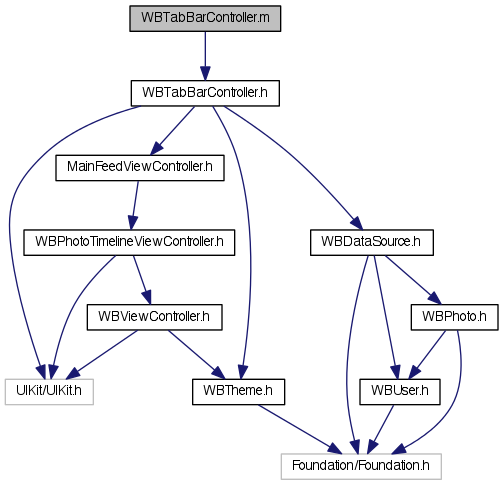 WBTabBarController.m
WBTabBarController.h
MainFeedViewController.h
WBPhotoTimelineViewController.h
WBDataSource.h
WBViewController.h
WBPhoto.h
UIKit/UIKit.h
WBTheme.h
WBUser.h
Foundation/Foundation.h